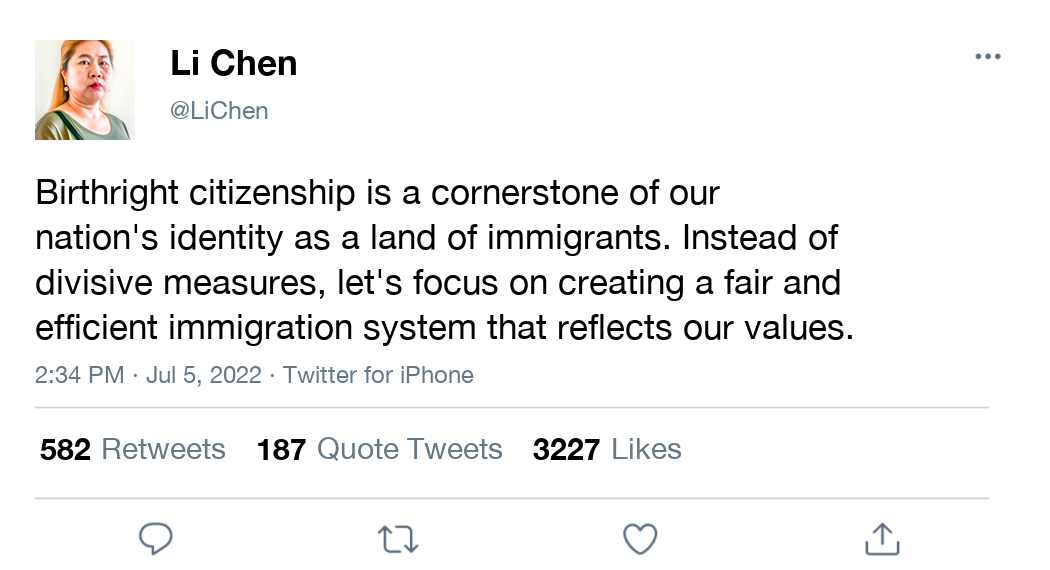 Li Chen
@LiChen
Birthright citizenship is a cornerstone of our
nation's identity as a land of immigrants. Instead of
divisive measures, let's focus on creating a fair and
efficient immigration system that reflects our values.
2:34 PM · Jul 5, 2022 · Twitter for iPhone
582 Retweets 187 Quote Tweets 3227 Likes